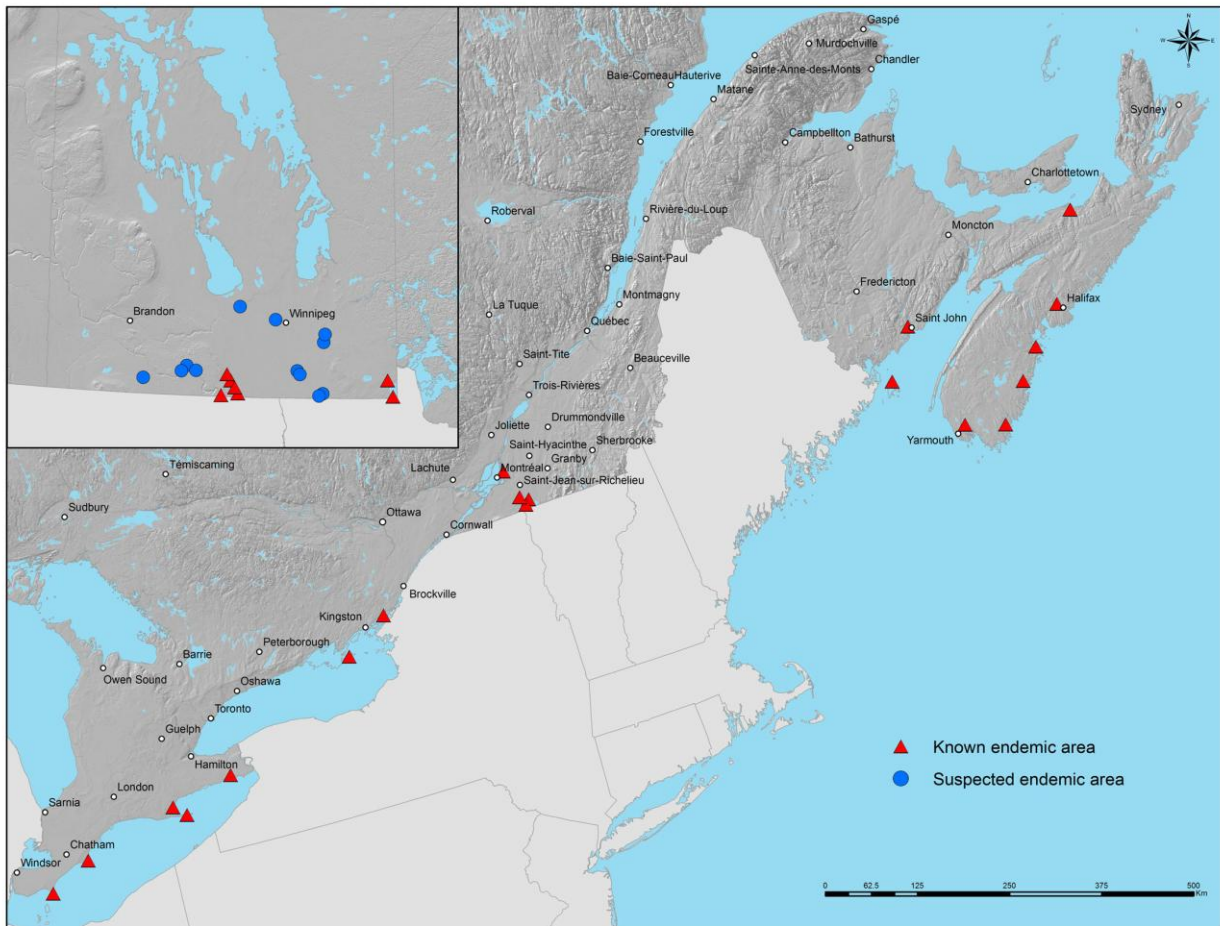 Gaspé
N
Murdochville
W E
S
Sainte-Anne-des-Monts
Chandler
Baie-ComeauHauterive
Matane
Sydney
Forestville
Campbellton
Bathurst
Charlottetown
Roberval
Rivière-du-Loup
Moncton
Baie-Saint-Paul
Fredericton
La Tuque
Montmagny
Halifax
Brandon
Winnipeg
Québec
Saint John
Saint-Tite
Beauceville
Trois-Rivières
Drummondville
Joliette
Saint-Hyacinthe
Sherbrooke
Yarmouth
Granby
Lachute
Montréal
Témiscaming
Saint-Jean-sur-Richelieu
Sudbury
Ottawa
Cornwall
Brockville
Kingston
Peterborough
Barrie
Owen Sound
Oshawa
Toronto
Guelph
Hamilton
Known endemic area
London
Suspected endemic area
Sarnia
Chatham
Windsor
0 62.5 125 250 375 500
Km